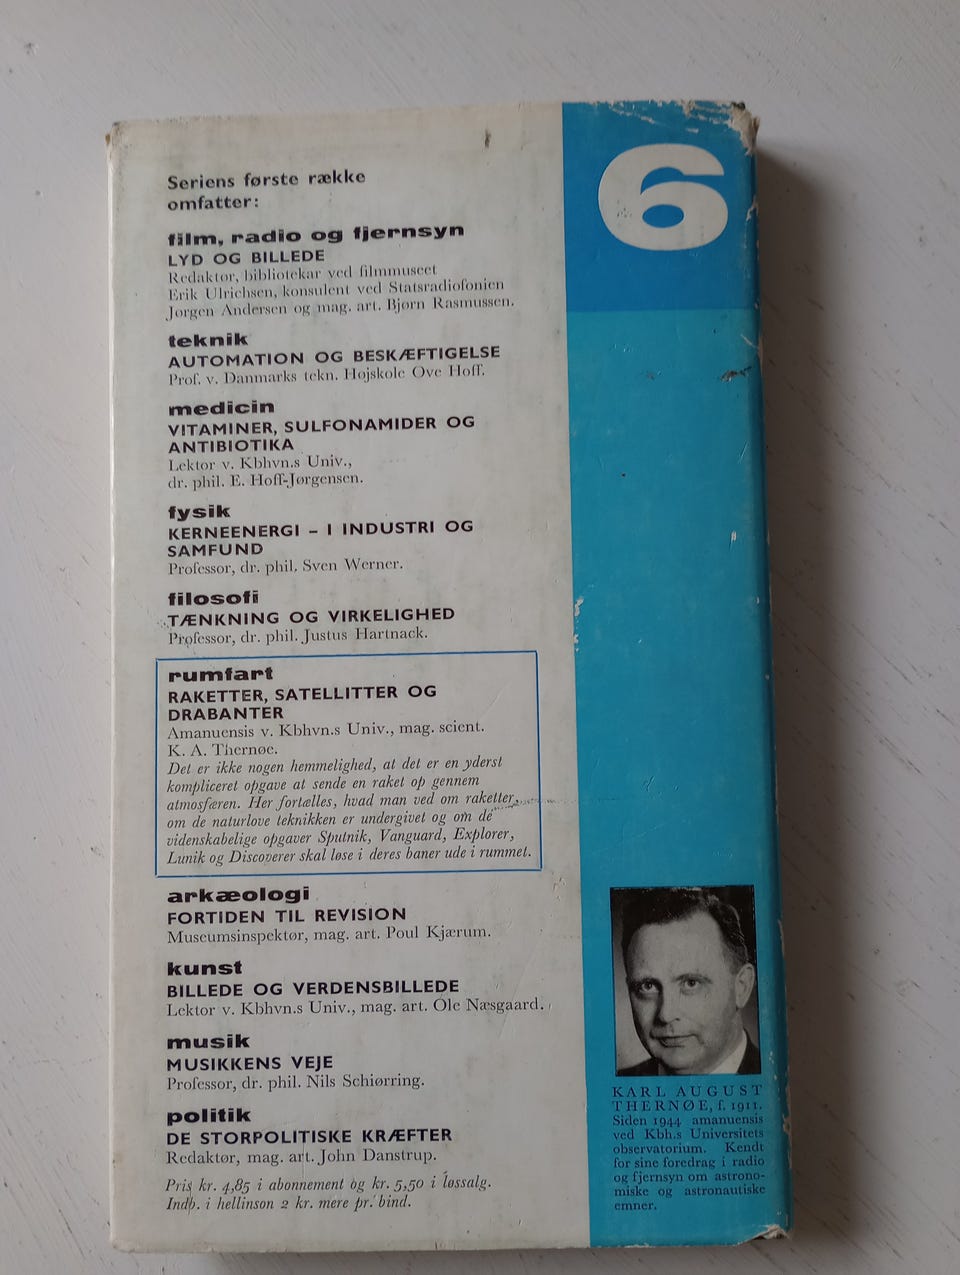 Seriens første række
omfatter:
film, radio og fjernsyn
LYD OG BILLEDE
Redaktør, bibliotekar ved filmmuseet
Erik Ulrichsen, konsulent ved Statsradiofonien
Jørgen Andersen og mag. art. Bjørn Rasmussen.
teknik
AUTOMATION OG BESKÆFTIGELSE
Prof. v. Danmarks tekn. Højskole Ove Hoff.
medicin
VITAMINER, SULFONAMIDER OG
ANTIBIOTIKA
Lektor v. Kbhvn.s Univ.,
dr. phil. E. Hoff-Jørgensen.
fysik
KERNEENERGI – I INDUSTRI OG
SAMFUND
Professor, dr. phil. Sven Werner.
filosofi
TÆNKNING OG VIRKELIGHED
Professor, dr. phil. Justus Hartnack.
rumfart
RAKETTER, SATELLITTER OG
DRABANTER
Amanuensis v. Kbhvn.s Univ., mag. scient.
K. A. Thernøe.
Det er ikke nogen hemmelighed, at det er en yderst
kompliceret opgave at sende en raket op gennem
atmosfæren. Her fortælles, hvad man ved om raketter,
om de naturlove teknikken er undergivet og om de
videnskabelige opgaver Sputnik, Vanguard, Explorer,
Lunik og Discoverer skal løse i deres baner ude i rummet.
arkæologi
FORTIDEN TIL REVISION
Museumsinspektør, mag. art. Poul Kjærum.
kunst
BILLEDE OG VERDENSBILLEDE
Lektor v. Kbhvn.s Univ., mag. art. Ole Næsgaard.
musik
MUSIKKENS VEJE
Professor, dr. phil. Nils Schiørring.
politik
DE STORPOLITISKE KRÆFTER
Redaktør, mag. art. John Danstrup.
Pris kr. 4,85 i abonnement og kr. 5,50 i løssalg.
Indb. i hellinson 2 kr. mere pr. bind.
6
KARL AUGUST
THERNØE, f. 1911.
Siden 1944 amanuensis
ved Kbh.s Universitets
observatorium. Kendt
for sine foredrag i radio
og fjernsyn om astrono-
miske og astronautiske
emner.